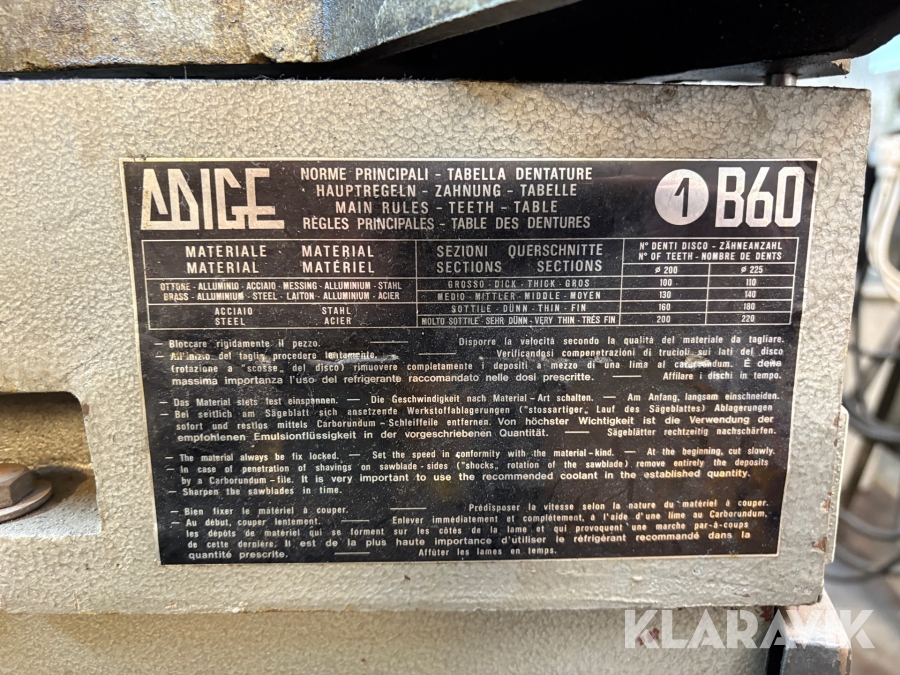 ADIGE
NORME PRINCIPALI - TABELLA DENTATURE
HAUPTREGELN - ZAHNUNG - TABELLE
MAIN RULES - TEETH - TABLE
RÈGLES PRINCIPALES - TABLE DES DENTURES
1 B60
MATERIALE MATERIAL
MATERIAL MATÉRIEL
SEZIONI QUERSCHNITTE
SECTIONS SECTIONS
N° DENTI DISCO - ZÄHNEANZAHL
N° OF TEETH - NOMBRE DE DENTS
ø 200 ø 225
OTTONE - ALLUMINIO - ACCIAIO - MESSING - ALLUMINIUM - STAHL
BRASS - ALLUMINIUM - STEEL - LAITON - ALLUMINIUM - ACIER
GROSSO - DICK - THICK - GROS 100 110
MEDIO - MITTLER - MIDDLE - MOYEN 130 140
ACCIAIO STAHL
STEEL ACIER
SOTTILE - DÜNN - THIN - FIN 160 180
MOLTO SOTTILE - SEHR DÜNN - VERY THIN - TRÉS FIN 200 220
- Bleccare rigidamente il pezzo. — Disporre la velocità secondo la qualità del materiale da tagliare.
- All'inizio del taglio procedere lentamente. — Verificandosi compenetrazioni di trucioli sui lati del disco
(rotazione a "scosse" del disco) rimuovere completamente i depositi a mezzo di una lima al carborundum. È della
massima importanza l'uso del refrigerante raccomandato nelle dosi prescritte. — Affilare i dischi in tempo.
- Das Material stets fest einspannen. — Die Geschwindigkeit nach Material-Art schalten. — Am Anfang, langsam einschneiden.
- Bei seitlich am Sägeblatt sich ansetzende Werkstoffablagerungen ("stossartiger, Lauf des Sägeblattes) Ablagerungen
sofort und restlos mittels Carborundum-Schleiffeile entfernen. Von höchster Wichtigkeit ist die Verwendung der
empfohlenen Emulsionflüssigkeit in der vorgeschriebenen Quantität. — Sägeblätter rechtzeitig nachschärfen.
- The material always be fix locked. — Set the speed in conformity with the material-kind. — At the beginning, cut slowly.
- In case of penetration of shavings on sawblade-sides ("shocks, rotation of the sawblade) remove entirely the deposits
by a Carborundum-file. It is very important to use the recommended coolant in the established quantity.
- Sharpen the sawblades in time.
- Bien fixer le matériel à couper. — Prédisposer la vitesse selon la nature du matériel à couper.
- Au début, couper lentement. — Enlever immédiatement et complétement, à l'aide d'une lime au Carborundum,
les dépôts de matériel qui se forment sur les côtés de la lame et qui provoquent une marche par-à-coups
de cette dernière. Il est de la plus haute importance d'utiliser le réfrigérant recommandé dans la
quantité prescrite. — Affûter les lames en temps.
KLARAVIK